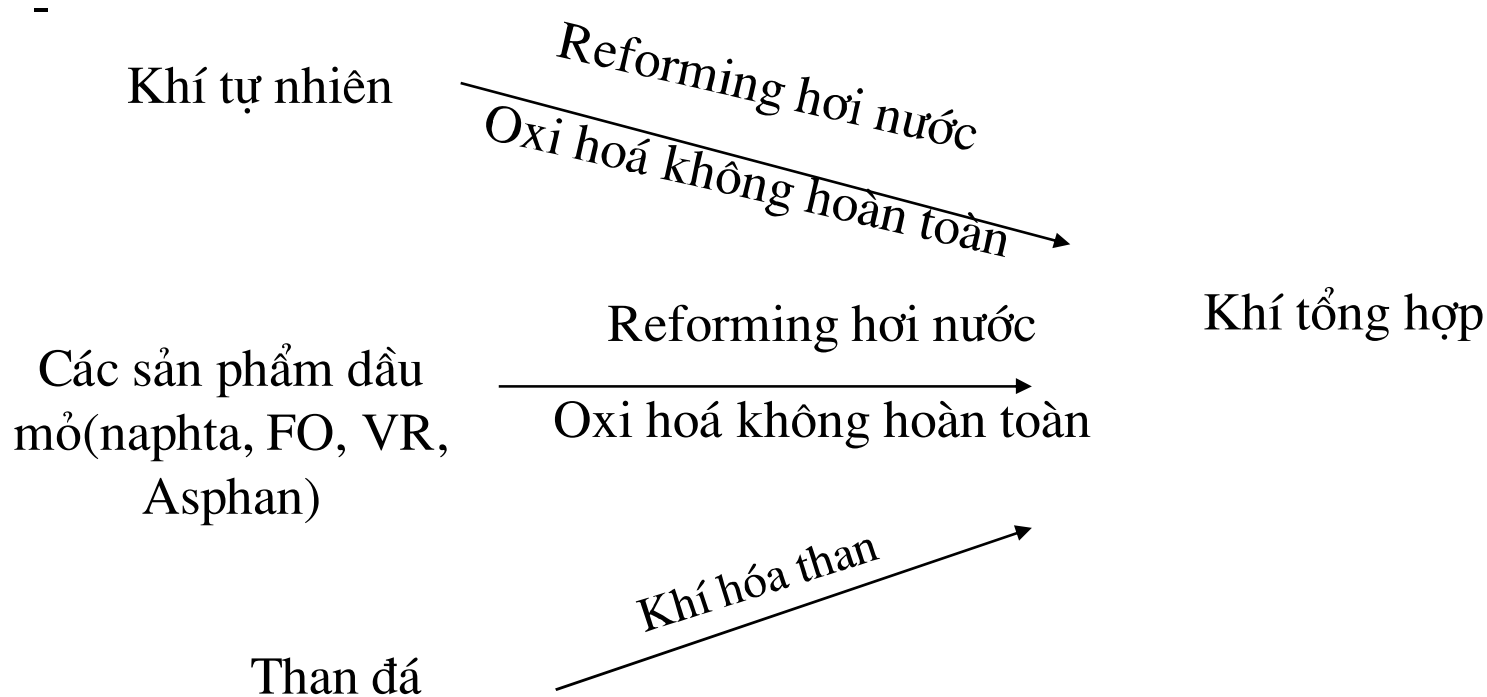 Khí tự nhiên
Reforming hơi nước
Oxi hoá không hoàn toàn
Reforming hơi nước
Khí tổng hợp
Các sản phẩm dầu
mỏ(naphta, FO, VR,
Asphan)
Oxi hoá không hoàn toàn
Khí hóa than
Than đá